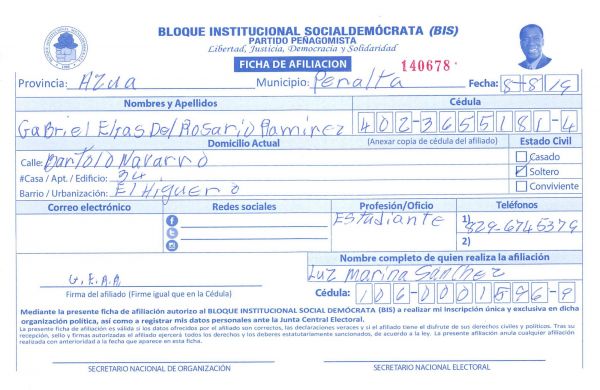 BLOQUE INSTITUCIONAL SOCIALDEMÓCRATA (BIS)
PARTIDO PEÑAGOMISTA
Libertad, Justicia, Democracia y Solidaridad
FICHA DE AFILIACION 140678
Provincia: Azua Municipio: Peralta Fecha: 8-8-19
Nombres y Apellidos Cédula
Gabriel Elías Del Rosario Ramirez 402-3655181-4
Domicilio Actual (Anexar copia de cédula del afiliado) Estado Civil
Calle: Bartolo Navarro Casado
#Casa / Apt. / Edificio: 34. Soltero
Barrio / Urbanización: El Higuero Conviviente
Correo electrónico Redes sociales Profesión/Oficio Teléfonos
Estudiante 1) 829-6745379
2)
Nombre completo de quien realiza la afiliación
G.E.R.R Luz Marina Sanchez
Firma del afiliado (Firme igual que en la Cédula) Cédula: 106-0001596-9
Mediante la presente ficha de afiliación autorizo al BLOQUE INSTITUCIONAL SOCIAL DEMÓCRATA (BIS) a realizar mi inscripción única y exclusiva en dicha
organización política, así como a registrar mis datos personales ante la Junta Central Electoral.
La presente ficha de afiliación es válida si los datos ofrecidos por el afiliado son correctos, las declaraciones veraces y si el afiliado tiene el disfrute de sus derechos civiles y políticos. Tras su
recepción, sello y firmas autorizadas el afiliado ejercerá todos los derechos y los deberes estatutariamente sancionados, de acuerdo a la ley. La presente afiliación anula cualquier afiliación
realizada con anterioridad a la fecha que aparece en esta ficha.
SECRETARIO NACIONAL DE ORGANIZACIÓN SECRETARIO NACIONAL ELECTORAL